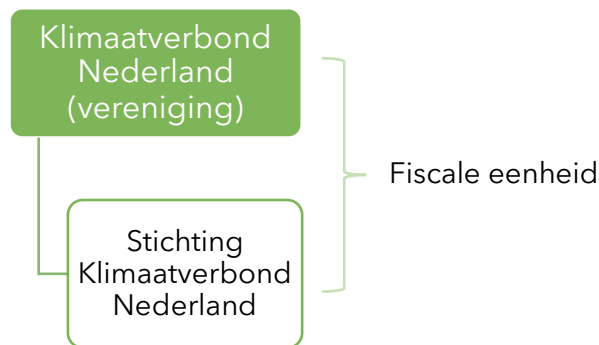 Klimaatverbond
Nederland
(vereniging)
Fiscale eenheid
Stichting
Klimaatverbond
Nederland